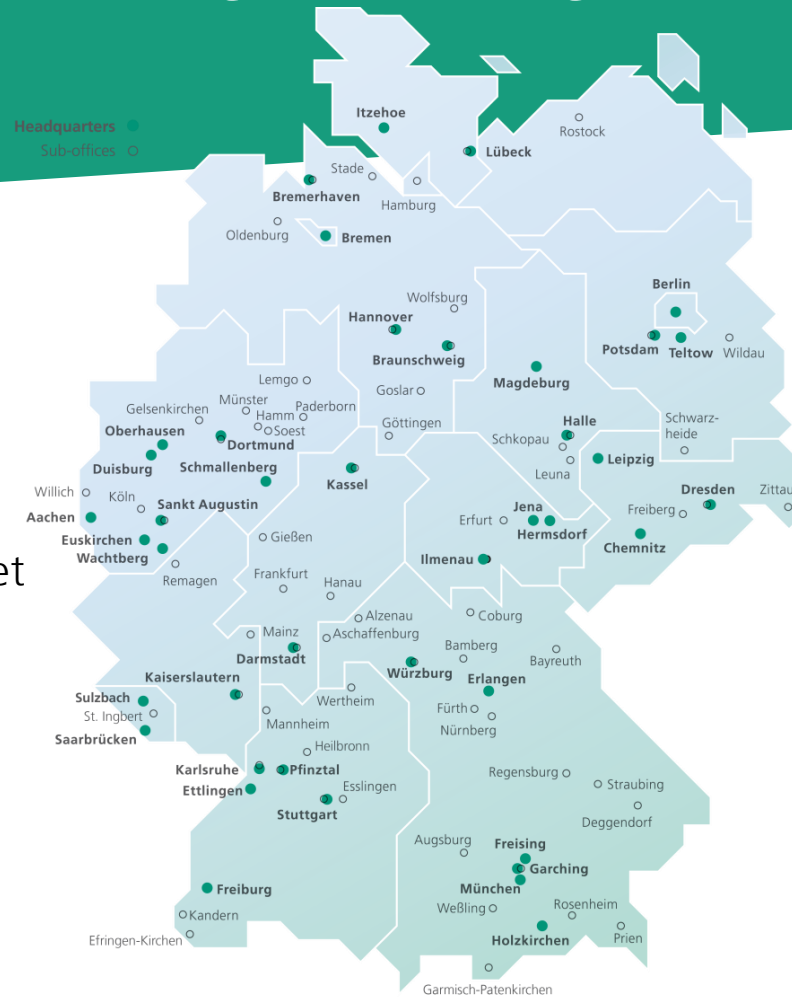 Headquarters
Sub-offices
Itzehoe
Rostock
Lübeck
Stade
Bremerhaven
Hamburg
Oldenburg
Bremen
Berlin
Wolfsburg
Hannover
Braunschweig
Potsdam
Teltow
Wildau
Magdeburg
Lemgo
Goslar
Münster
Paderborn
Gelsenkirchen
Hamm
Soest
Göttingen
Oberhausen
Dortmund
Halle
Schwarz-
heide
Schkopau
Duisburg
Schmallenberg
Leipzig
Leuna
Kassel
Willich
Köln
Sankt Augustin
Dresden
Zittau
Aachen
Jena
Erfurt
Freiberg
Euskirchen
Hermsdorf
Chemnitz
Wachtberg
Gießen
Ilmenau
et
Remagen
Frankfurt
Hanau
Alzenau
Coburg
Mainz
Aschaffenburg
Darmstadt
Bamberg
Bayreuth
Kaiserslautern
Würzburg
Erlangen
Sulzbach
St. Ingbert
Wertheim
Fürth
Mannheim
Nürnberg
Saarbrücken
Heilbronn
Karlsruhe
Pfinztal
Regensburg
Ettlingen
Esslingen
Straubing
Stuttgart
Deggendorf
Augsburg
Freising
Garching
Freiburg
München
Weßling
Rosenheim
Kandern
Efringen-Kirchen
Holzkirchen
Prien
Garmisch-Patenkirchen